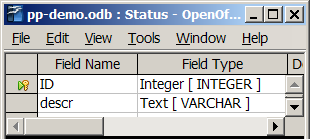 pp-demo.odb : Status - OpenOf...
File Edit View Tools Window Help
Field Name Field Type
ID Integer [ INTEGER ]
descr Text [ VARCHAR ]